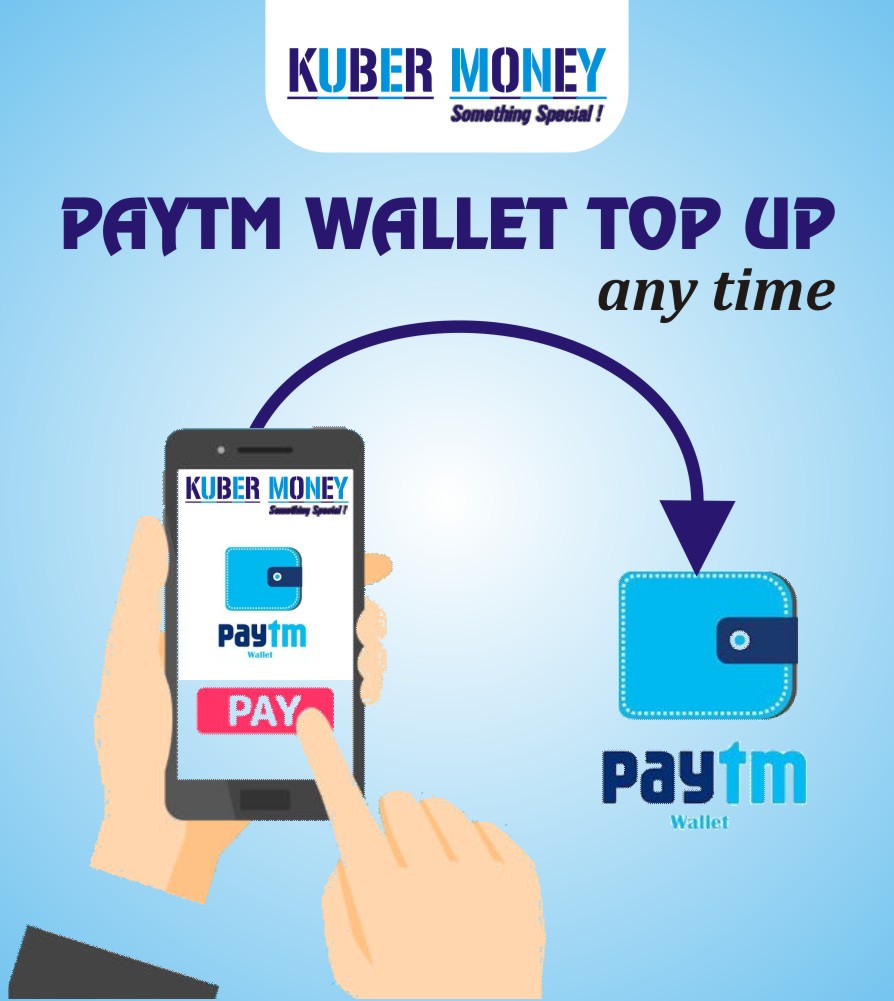 KUBER MONEY
Something Special !
PAYTM WALLET TOP UP
any time
KUBER MONEY
Something Special !
paytm
Wallet
PAY
paytm
Wallet